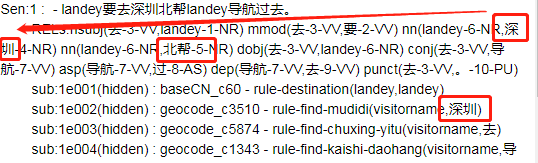 Sen:1 : - landey要去深圳北帮landey导航过去。
RELs:nsubj(去-3-VV,landey-1-NR) mmod(去-3-VV,要-2-VV) nn(landey-6-NR,深
圳-4-NR) nn(landey-6-NR,北帮-5-NR) dobj(去-3-VV,landey-6-NR) conj(去-3-VV,导
航-7-VV) asp(导航-7-VV,过-8-AS) dep(导航-7-VV,去-9-VV) punct(去-3-VV,。-10-PU)
sub:1e001(hidden) : baseCN_c60 - rule-destination(landey,landey)
sub:1e002(hidden) : geocode_c3510 - rule-find-mudidi(visitorname,深圳)
sub:1e003(hidden) : geocode_c5874 - rule-find-chuxing-yitu(visitorname,去)
sub:1e004(hidden) : geocode_c1343 - rule-find-kaishi-daohang(visitorname,导